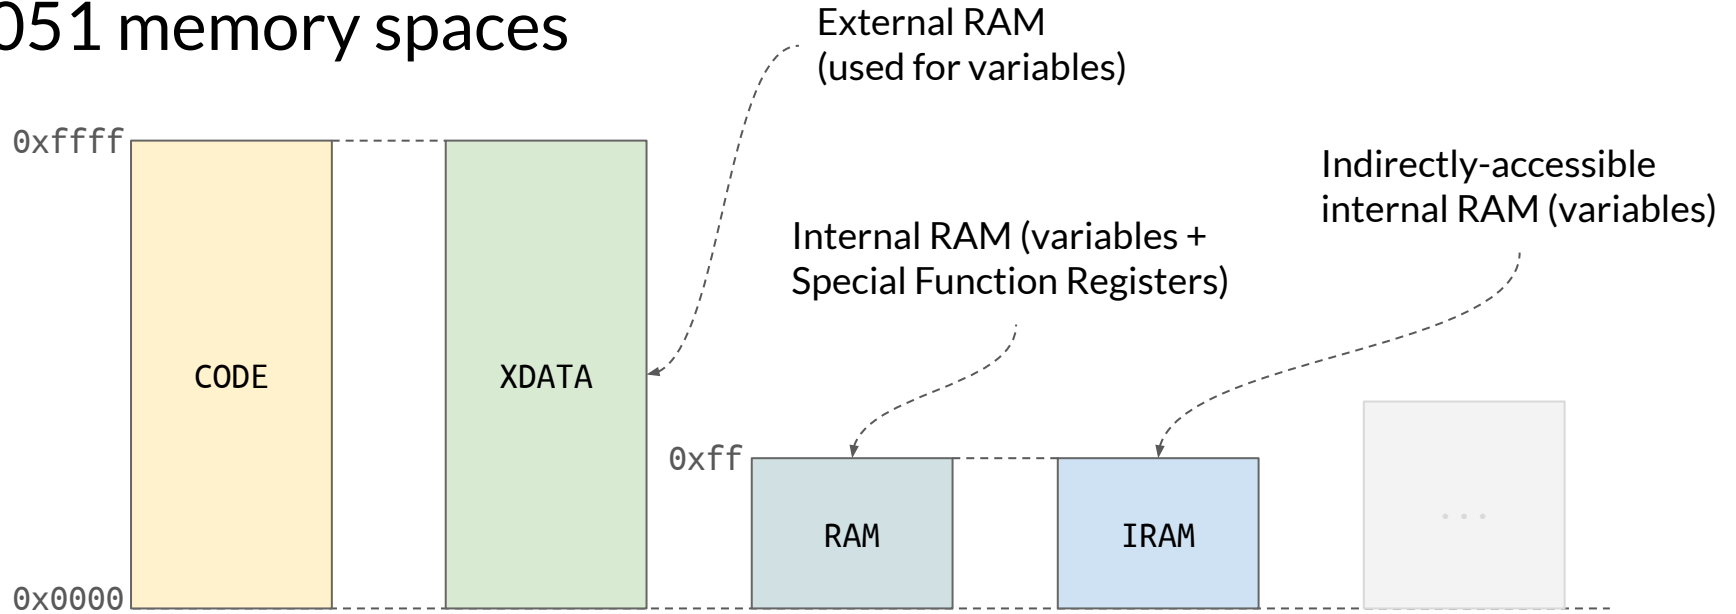 051 memory spaces
External RAM
(used for variables)
0xffff
Indirectly-accessible
internal RAM (variables)
Internal RAM (variables +
Special Function Registers)
CODE
XDATA
0xff
RAM
IRAM
...
0x0000